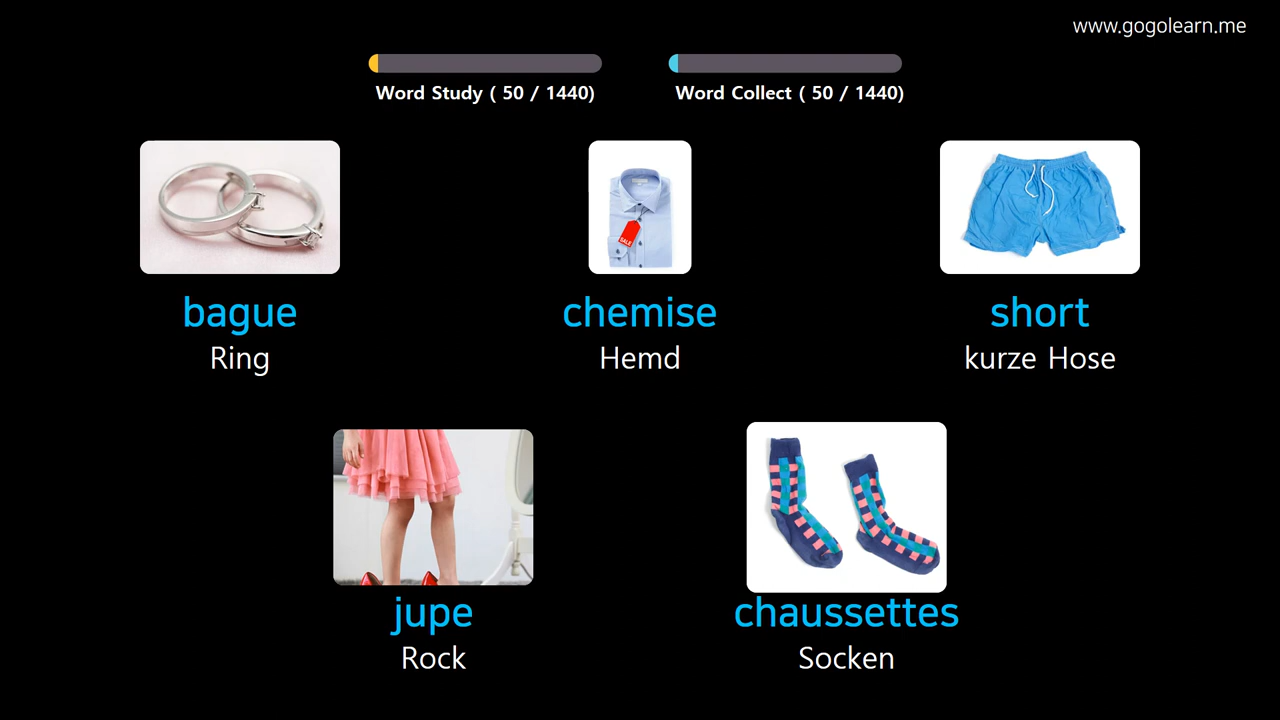 www.gogolearn.me
Word Study ( 50 / 1440)
Word Collect ( 50 / 1440)
SALE
bague
Ring
chemise
Hemd
short
kurze Hose
jupe
Rock
chaussettes
Socken